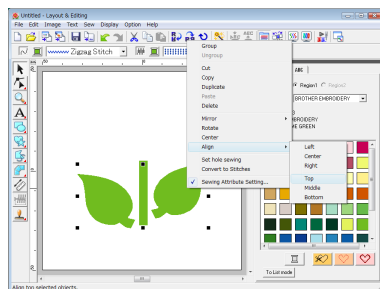 Untitled - Layout & Editing
File Edit Image Text Sew Display Option Help
Zigzag Stitch
Group
Ungroup
Cut
Copy
Duplicate
Paste
Delete
Mirror
Rotate
Center
Align
Set hole sewing
Convert to Stitches
Sewing Attribute Setting...
Left
Center
Right
Top
Middle
Bottom
ABC
Region1 Region2
BROTHER EMBROIDERY
BROIDERY
ME GREEN
To List mode
Align top selected objects.